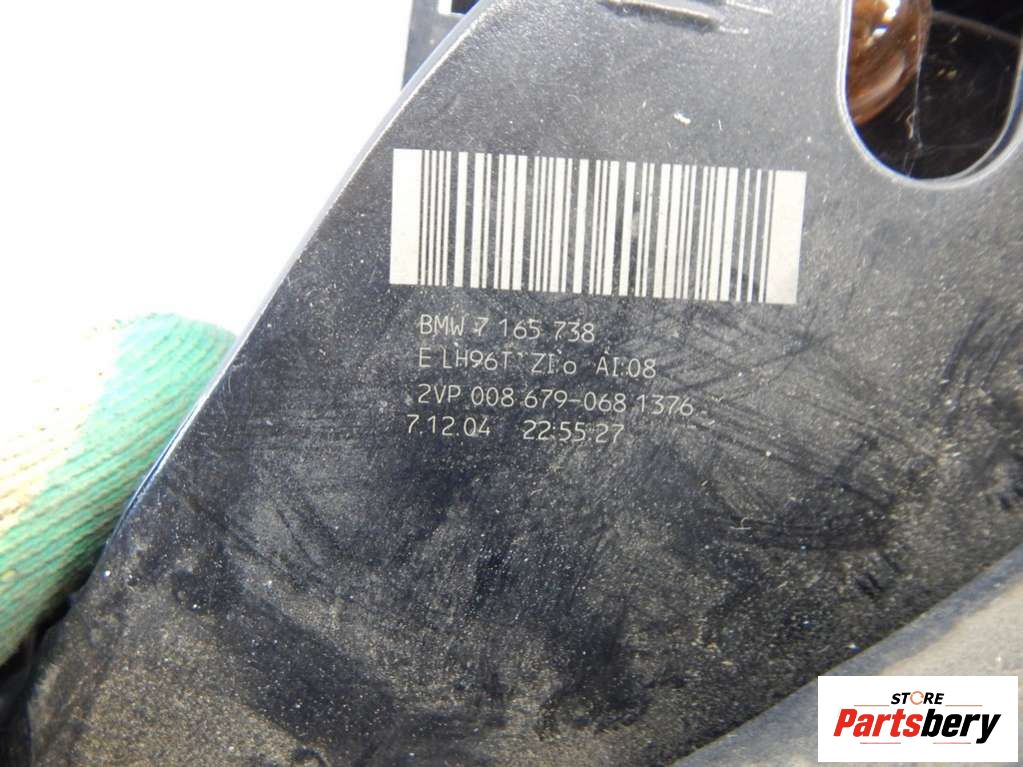 BMW 7 165 738
E LH96T ZI:6 AI:08
2VP 008 679-068 1376
7.12.04 22:55:27
STORE
Partsbery